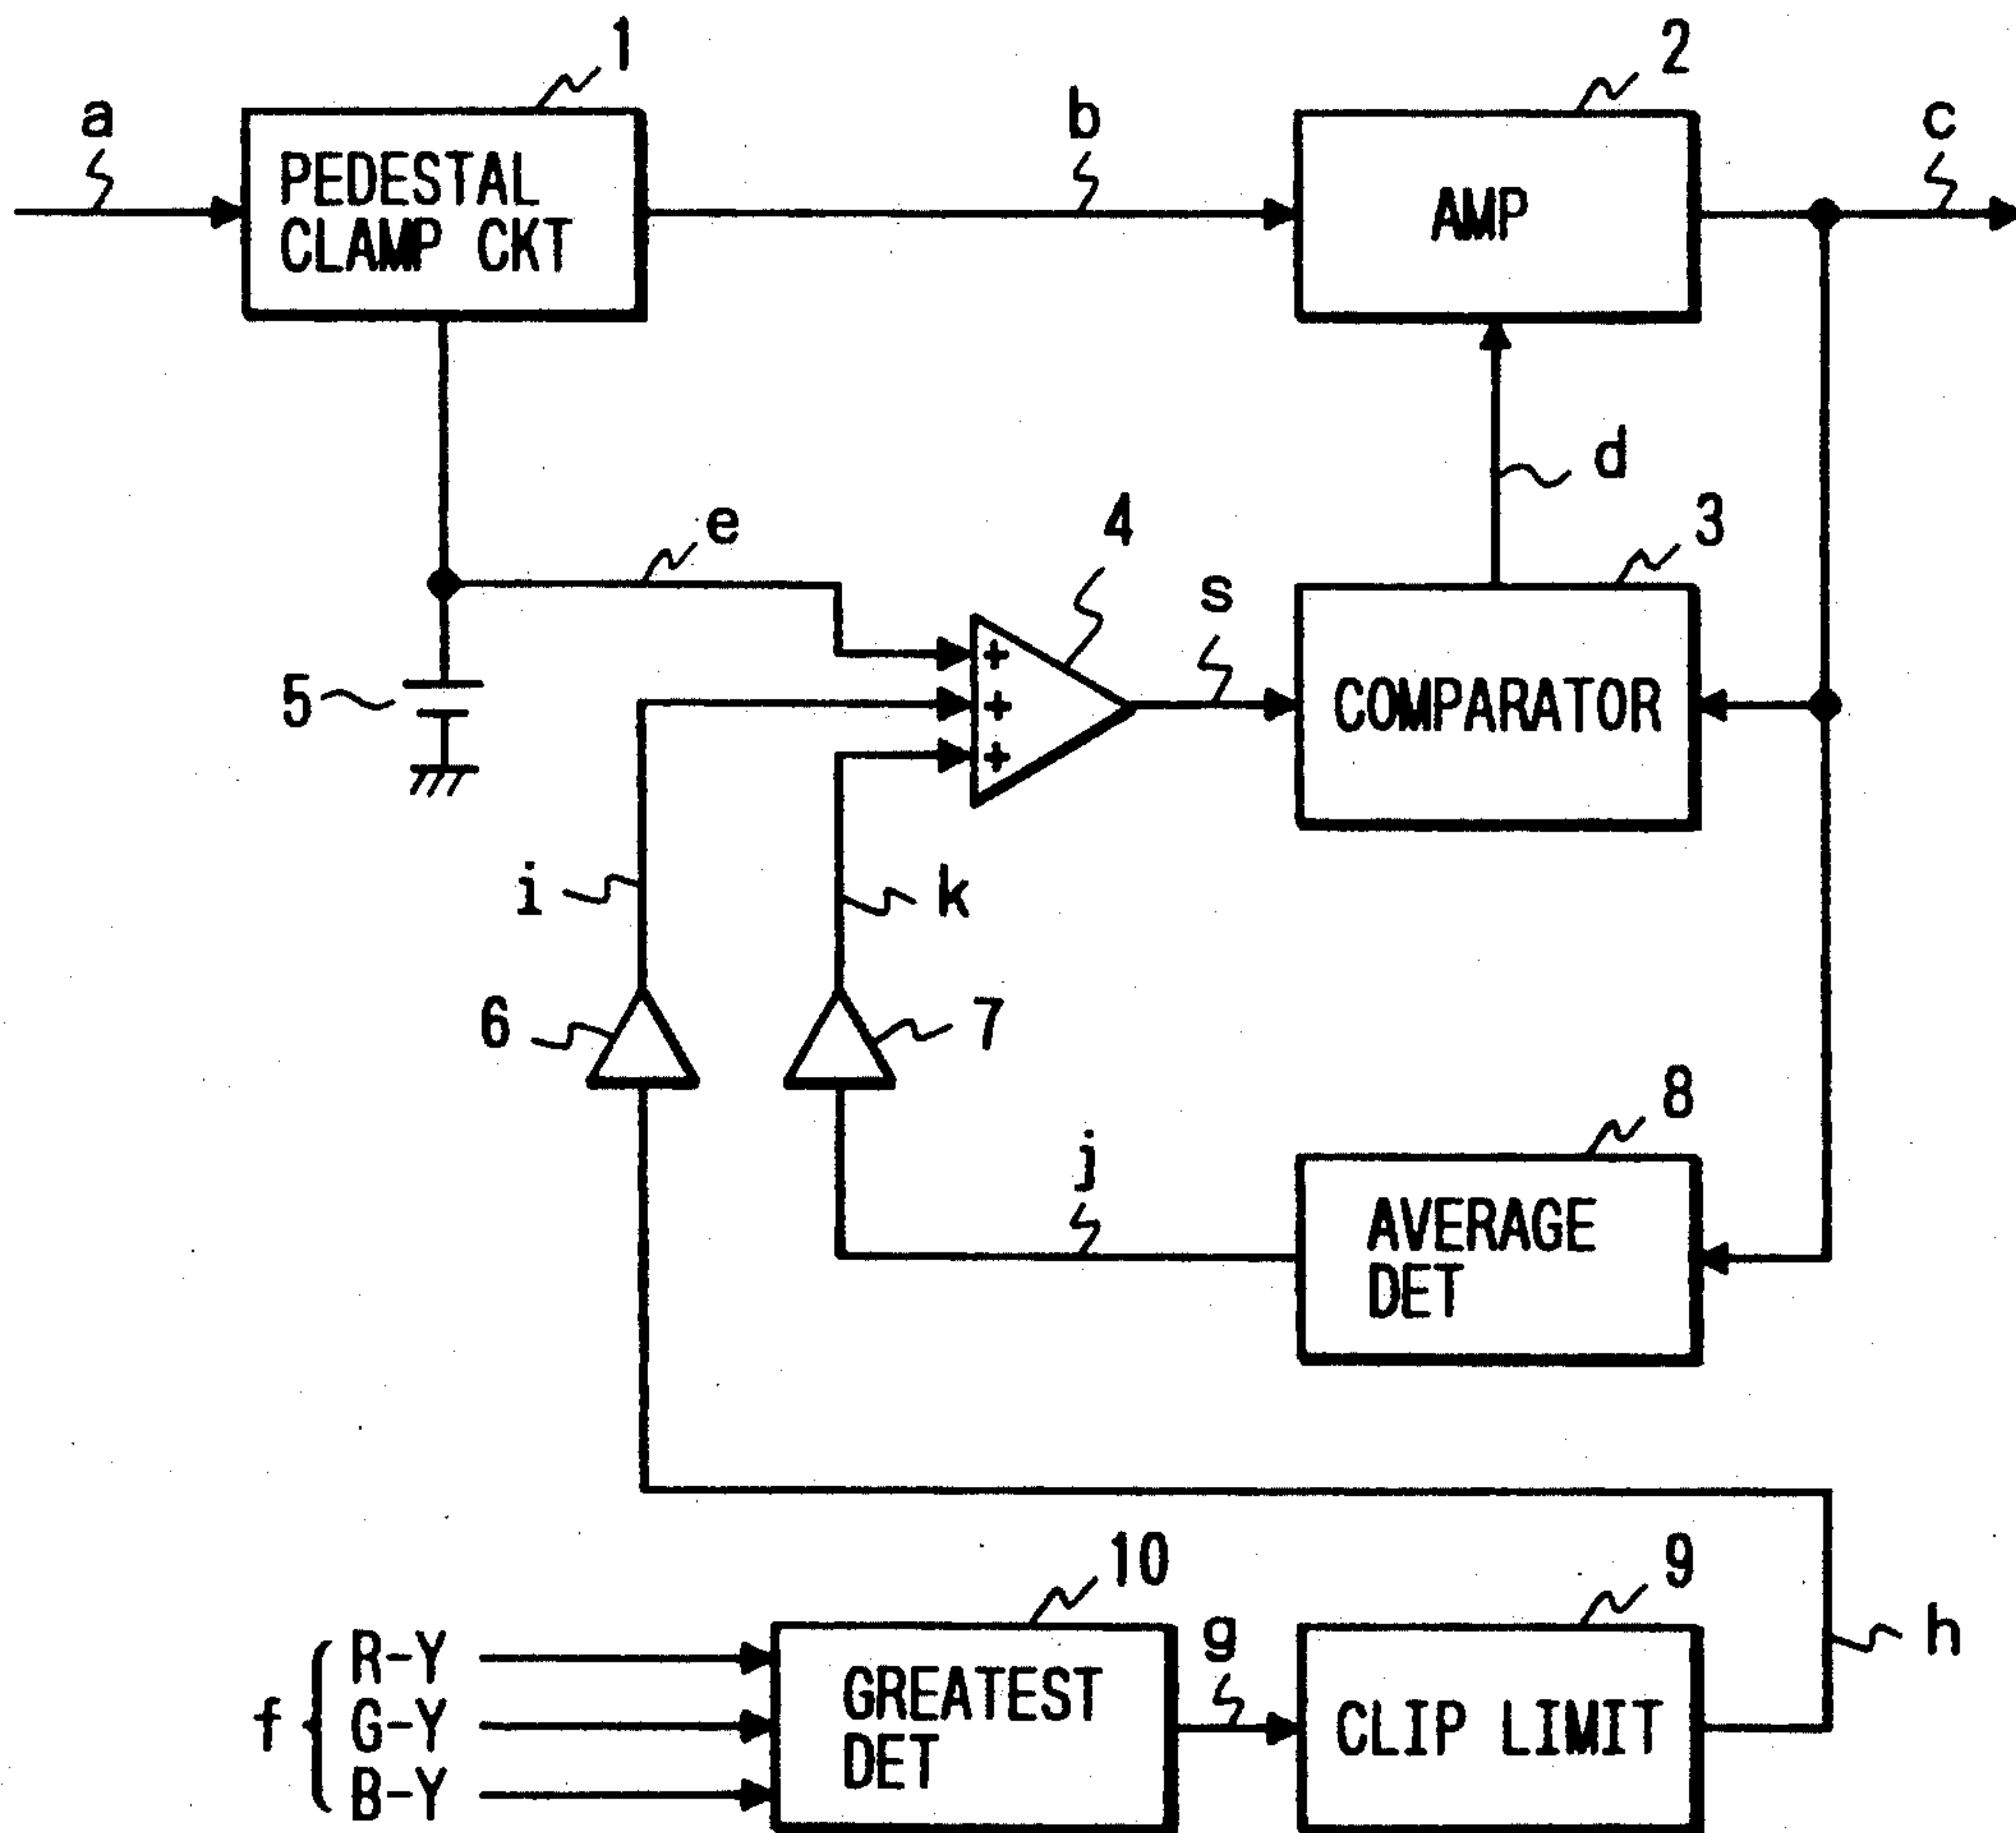 1
2
a
b
c
PEDESTAL
CLAMP CKT
AMP
d
e
4
3
s
+
+
+
5
COMPARATOR
i
k
6
7
8
j
AVERAGE
DET
10
9
g
h
f { R-Y
G-Y
B-Y
GREATEST
DET
CLIP LIMIT